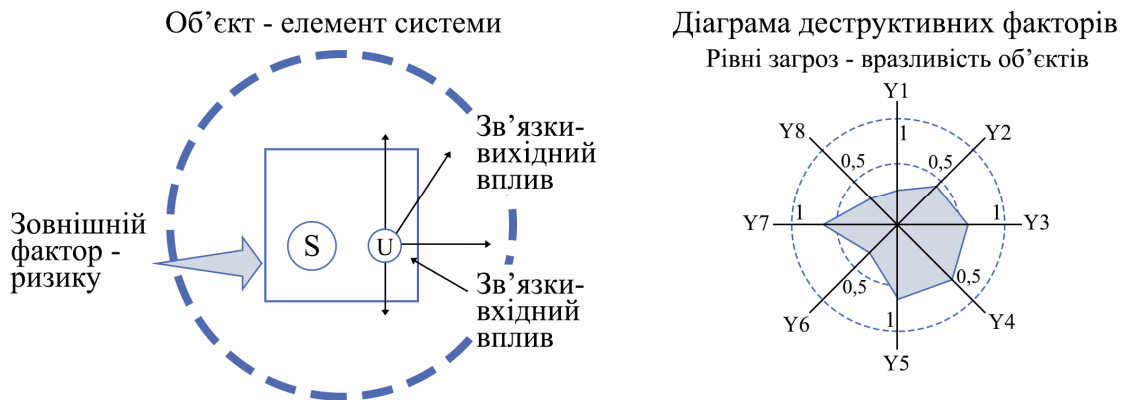 Об’єкт - елемент системи
Зв’язки-
вихідний
вплив
Зовнішній
фактор -
ризику
S
U
Зв’язки-
вхідний
вплив
Діаграма деструктивних факторів
Рівні загроз - вразливість об’єктів
Y1
Y8
Y2
1
0,5
0,5
Y7
1
1
Y3
0,5
0,5
Y6
1
Y4
Y5